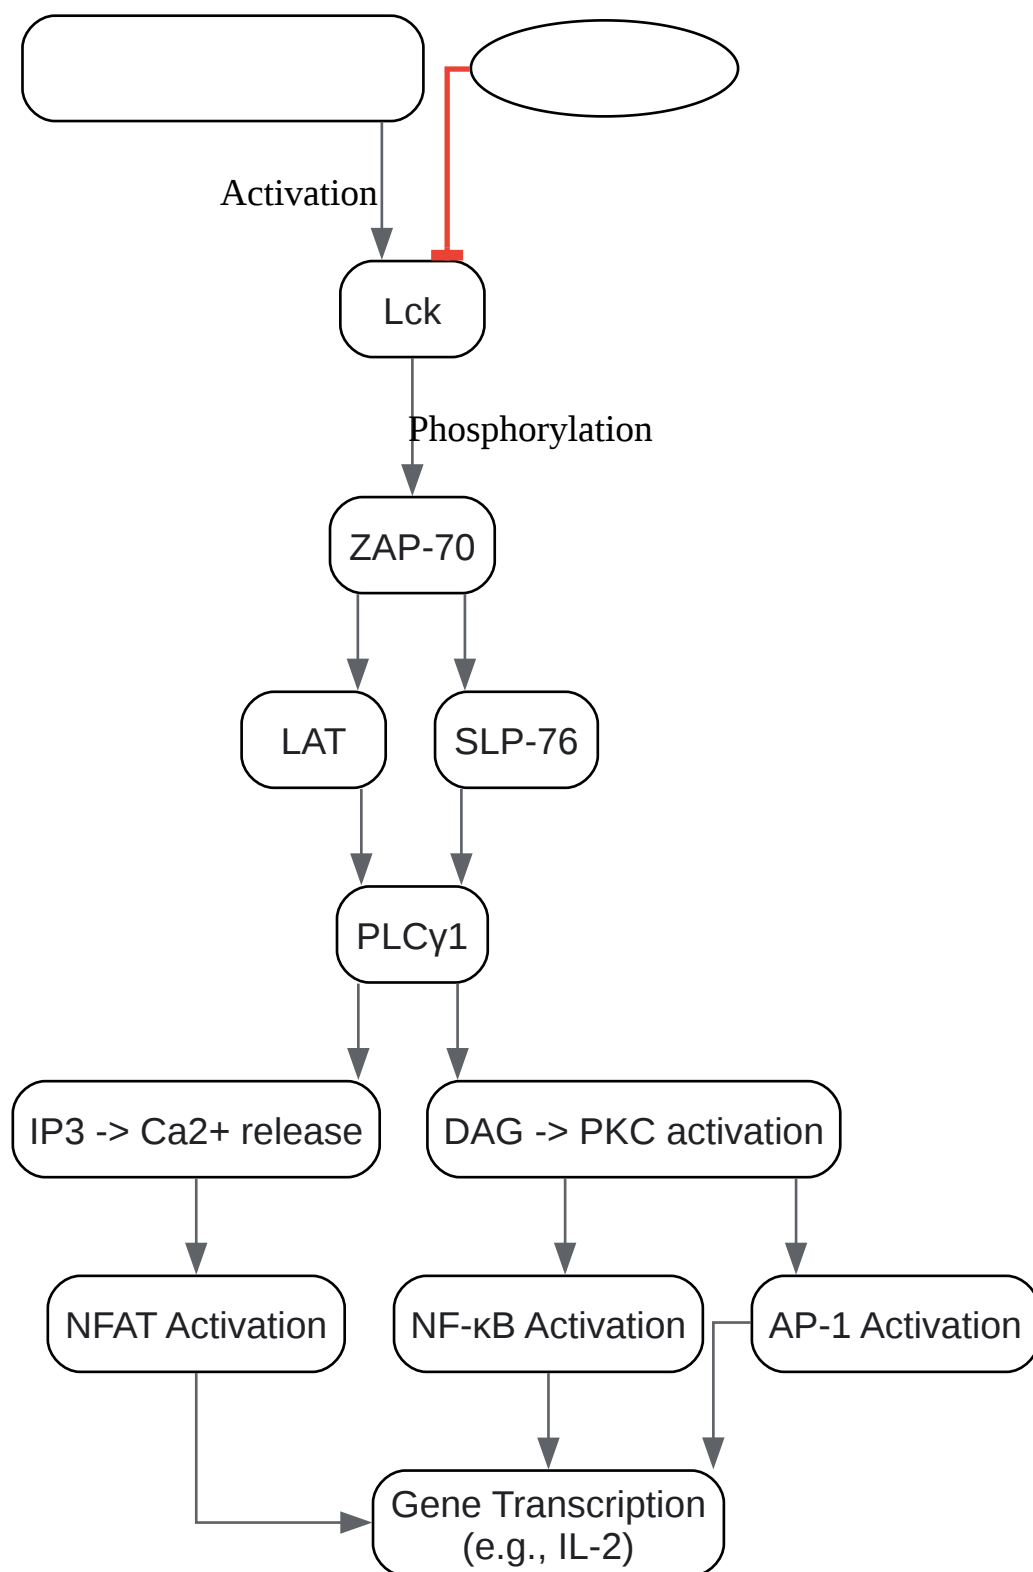 Activation
Lck
Phosphorylation
ZAP-70
LAT
SLP-76
PLCγ1
IP3 -> Ca2+ release
DAG -> PKC activation
NFAT Activation
NF-κB Activation
AP-1 Activation
Gene Transcription
(e.g., IL-2)